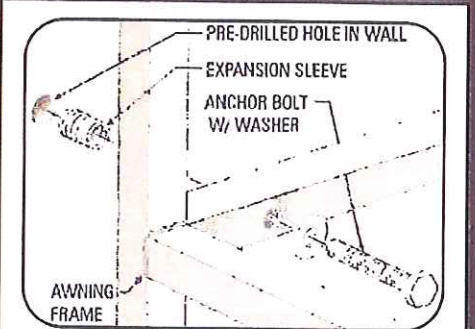 PRE-DRILLED HOLE IN WALL
EXPANSION SLEEVE
ANCHOR BOLT
W/ WASHER
AWNING
FRAME